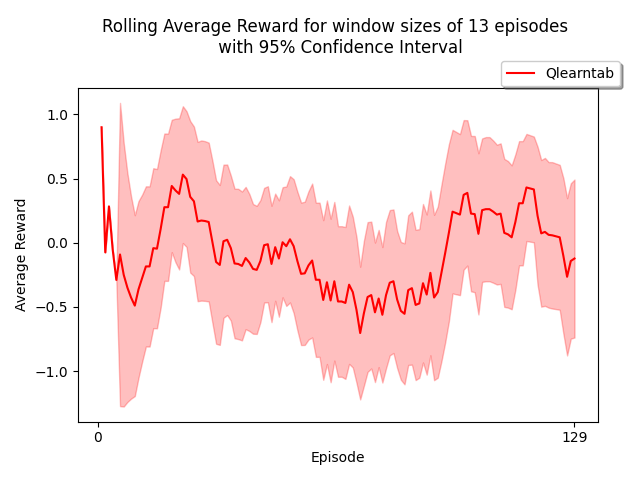 Rolling Average Reward for window sizes of 13 episodes
with 95% Confidence Interval
Qlearntab
1.0
0.5
0.0
−0.5
−1.0
Average Reward
0
129
Episode